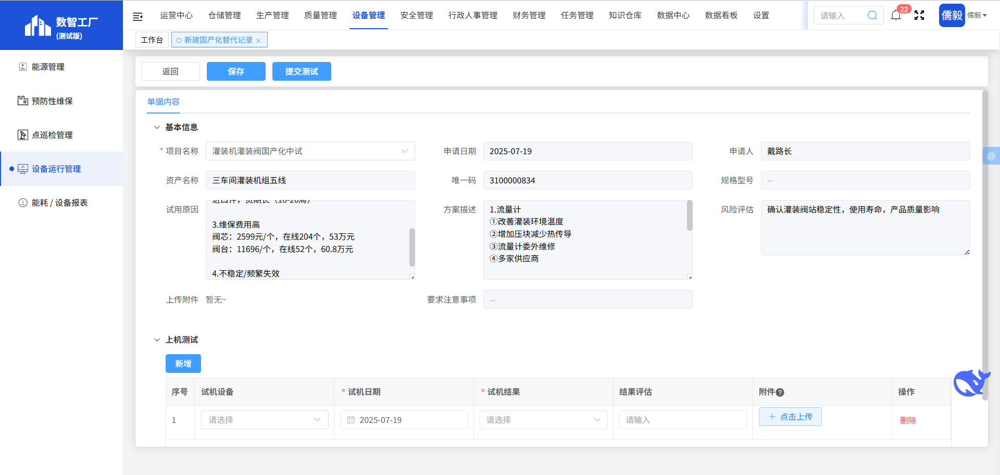 数智工厂
(测试版)
运营中心 仓储管理 生产管理 质量管理 设备管理 安全管理 行政人事管理 财务管理 任务管理 知识仓库 数据中心 数据看板 设置
请输入
22
儒毅 儒毅
工作台 新建国产化替代记录
能源管理
预防性维保
点巡检管理
设备运行管理
能耗 / 设备报表
返回 保存 提交测试
单据内容
基本信息
* 项目名称 灌装机灌装阀国产化中试 申请日期 2025-07-19 申请人 戴路长
资产名称 三车间灌装机组五线 唯一码 3100000834 规格型号 --
试用原因
进口件，货期长（16-20周）
3.维保费用高
阀芯：2599元/个，在线204个，53万元
阀台：11696/个，在线52个，60.8万元
4.不稳定/频繁失效
方案描述
1.流量计
①改善灌装环境温度
②增加压块减少热传导
③流量计委外维修
④多家供应商
风险评估 确认灌装阀站稳定性，使用寿命，产品质量影响
上传附件 暂无~ 要求注意事项 --
上机测试
新增
序号 试机设备 * 试机日期 * 试机结果 结果评估 附件 操作
1 请选择 2025-07-19 请选择 请输入 点击上传 删除